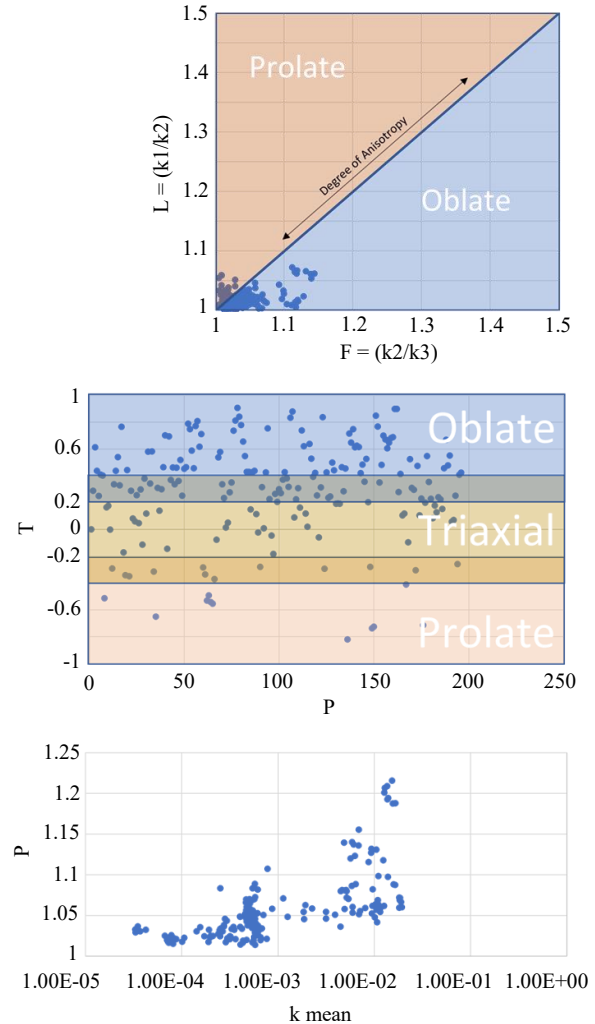 1.5
Prolate
1.4
1.3
L = (k1/k2)
Degree of Anisotropy
1.2
Oblate
1.1
1
1 1.1 1.2 1.3 1.4 1.5
F = (k2/k3)
1
Oblate
0.6
0.2
T
0
Triaxial
-0.2
-0.6
Prolate
-1
0 50 100 150 200 250
P
1.25
1.2
1.15
P
1.1
1.05
1
1.00E-05 1.00E-04 1.00E-03 1.00E-02 1.00E-01 1.00E+00
k mean